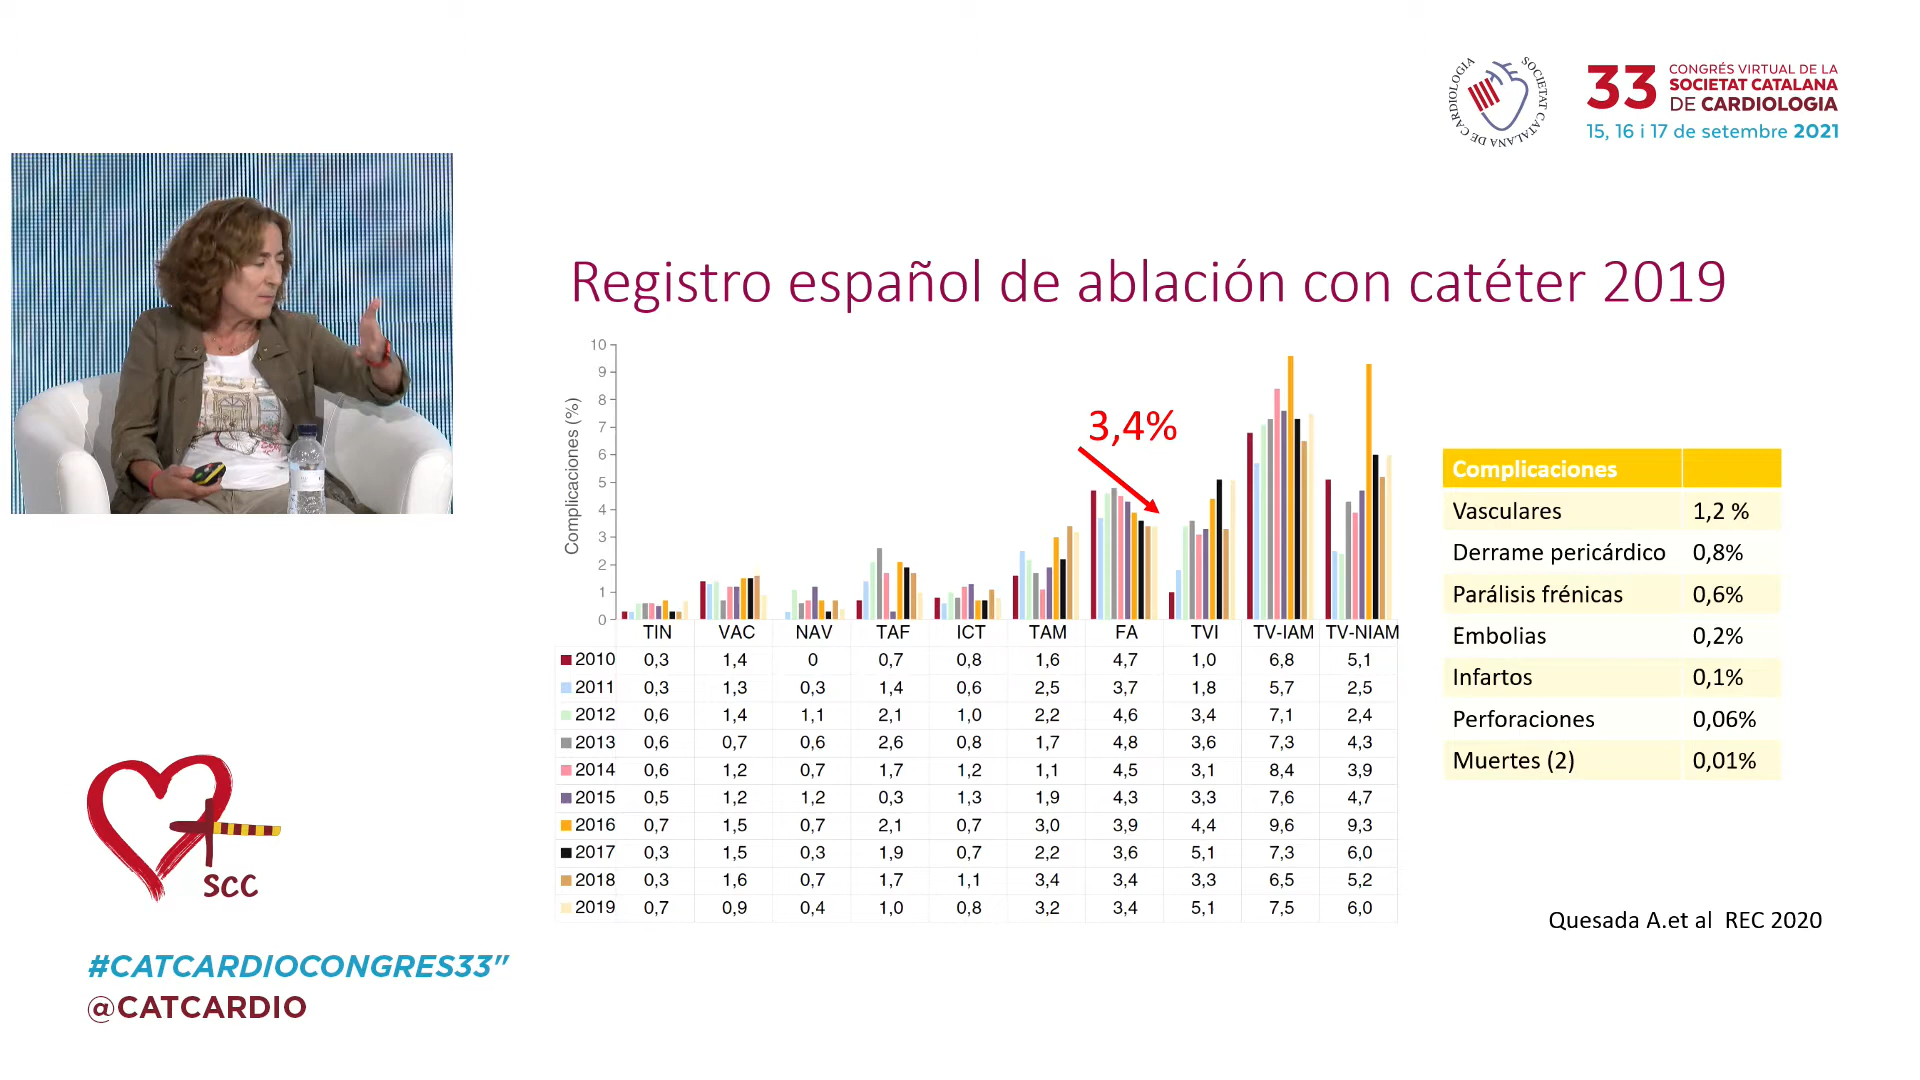 SOCIETAT CATALANA DE CARDIOLOGIA
33
CONGRÉS VIRTUAL DE LA
SOCIETAT CATALANA
DE CARDIOLOGIA
15, 16 i 17 de setembre 2021
Registro español de ablación con catéter 2019
Complicaciones (%)
10
9
8
7
6
5
4
3
2
1
0
3,4%
TIN VAC NAV TAF ICT TAM FA TVI TV-IAM TV-NIAM
2010 0,3 1,4 0 0,7 0,8 1,6 4,7 1,0 6,8 5,1
2011 0,3 1,3 0,3 1,4 0,6 2,5 3,7 1,8 5,7 2,5
2012 0,6 1,4 1,1 2,1 1,0 2,2 4,6 3,4 7,1 2,4
2013 0,6 0,7 0,6 2,6 0,8 1,7 4,8 3,6 7,3 4,3
2014 0,6 1,2 0,7 1,7 1,2 1,1 4,5 3,1 8,4 3,9
2015 0,5 1,2 1,2 0,3 1,3 1,9 4,3 3,3 7,6 4,7
2016 0,7 1,5 0,7 2,1 0,7 3,0 3,9 4,4 9,6 9,3
2017 0,3 1,5 0,3 1,9 0,7 2,2 3,6 5,1 7,3 6,0
2018 0,3 1,6 0,7 1,7 1,1 3,4 3,4 3,3 6,5 5,2
2019 0,7 0,9 0,4 1,0 0,8 3,2 3,4 5,1 7,5 6,0
Complicaciones
Vasculares 1,2 %
Derrame pericárdico 0,8%
Parálisis frénicas 0,6%
Embolias 0,2%
Infartos 0,1%
Perforaciones 0,06%
Muertes (2) 0,01%
Quesada A.et al REC 2020
SCC
#CATCARDIOCONGRES33"
@CATCARDIO